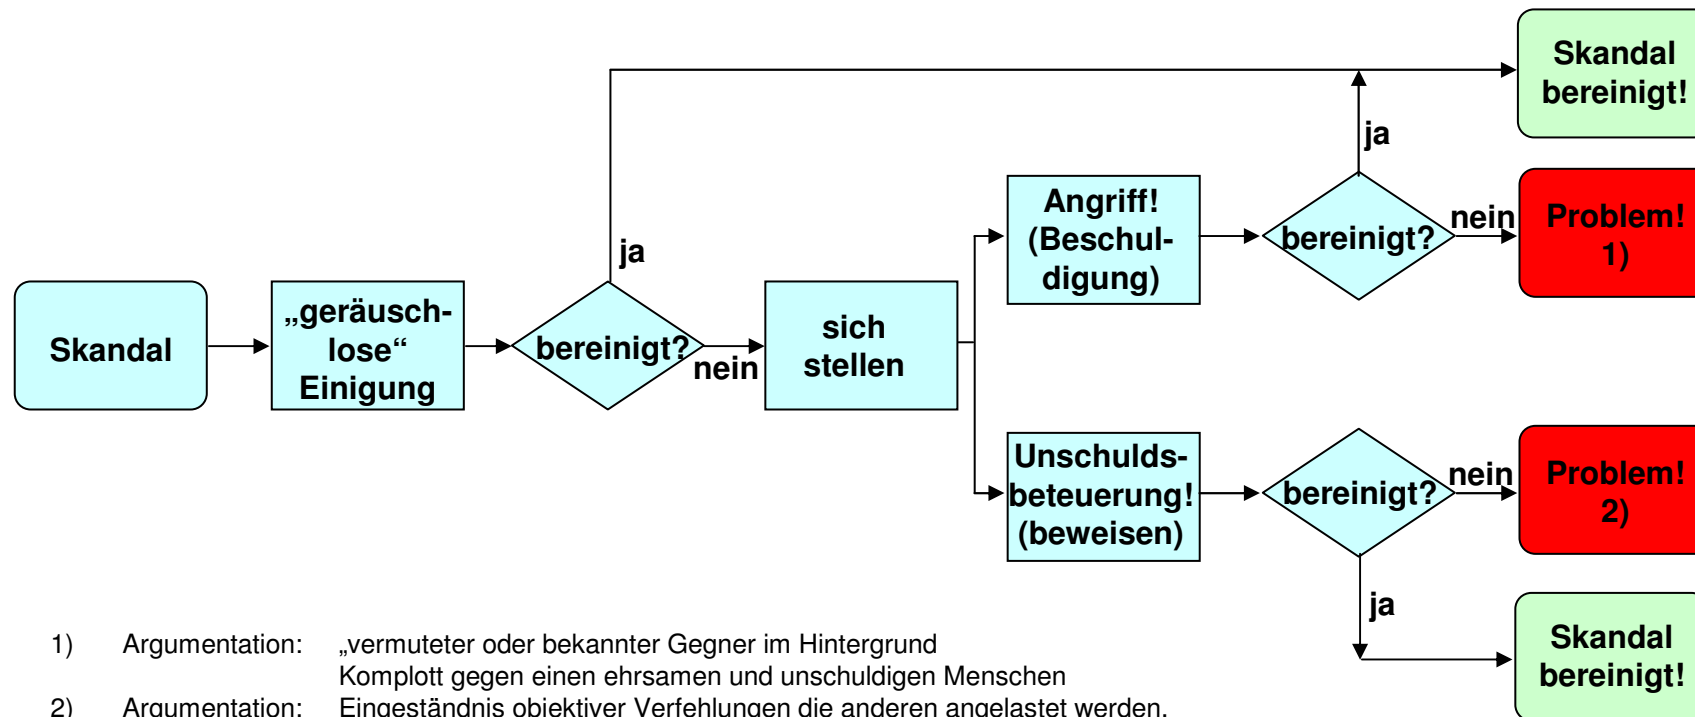 Skandal
bereinigt!
ja
Angriff!
(Beschul-
digung)
bereinigt?
nein
Problem!
1)
ja
Skandal
„geräusch-
lose“
Einigung
bereinigt?
nein
sich
stellen
Unschulds-
beteuerung!
(beweisen)
bereinigt?
nein
Problem!
2)
ja
Skandal
bereinigt!
1) Argumentation: „vermuteter oder bekannter Gegner im Hintergrund
Komplott gegen einen ehrsamen und unschuldigen Menschen
2) Argumentation: Eingeständnis objektiver Verfehlungen die anderen angelastet werden.